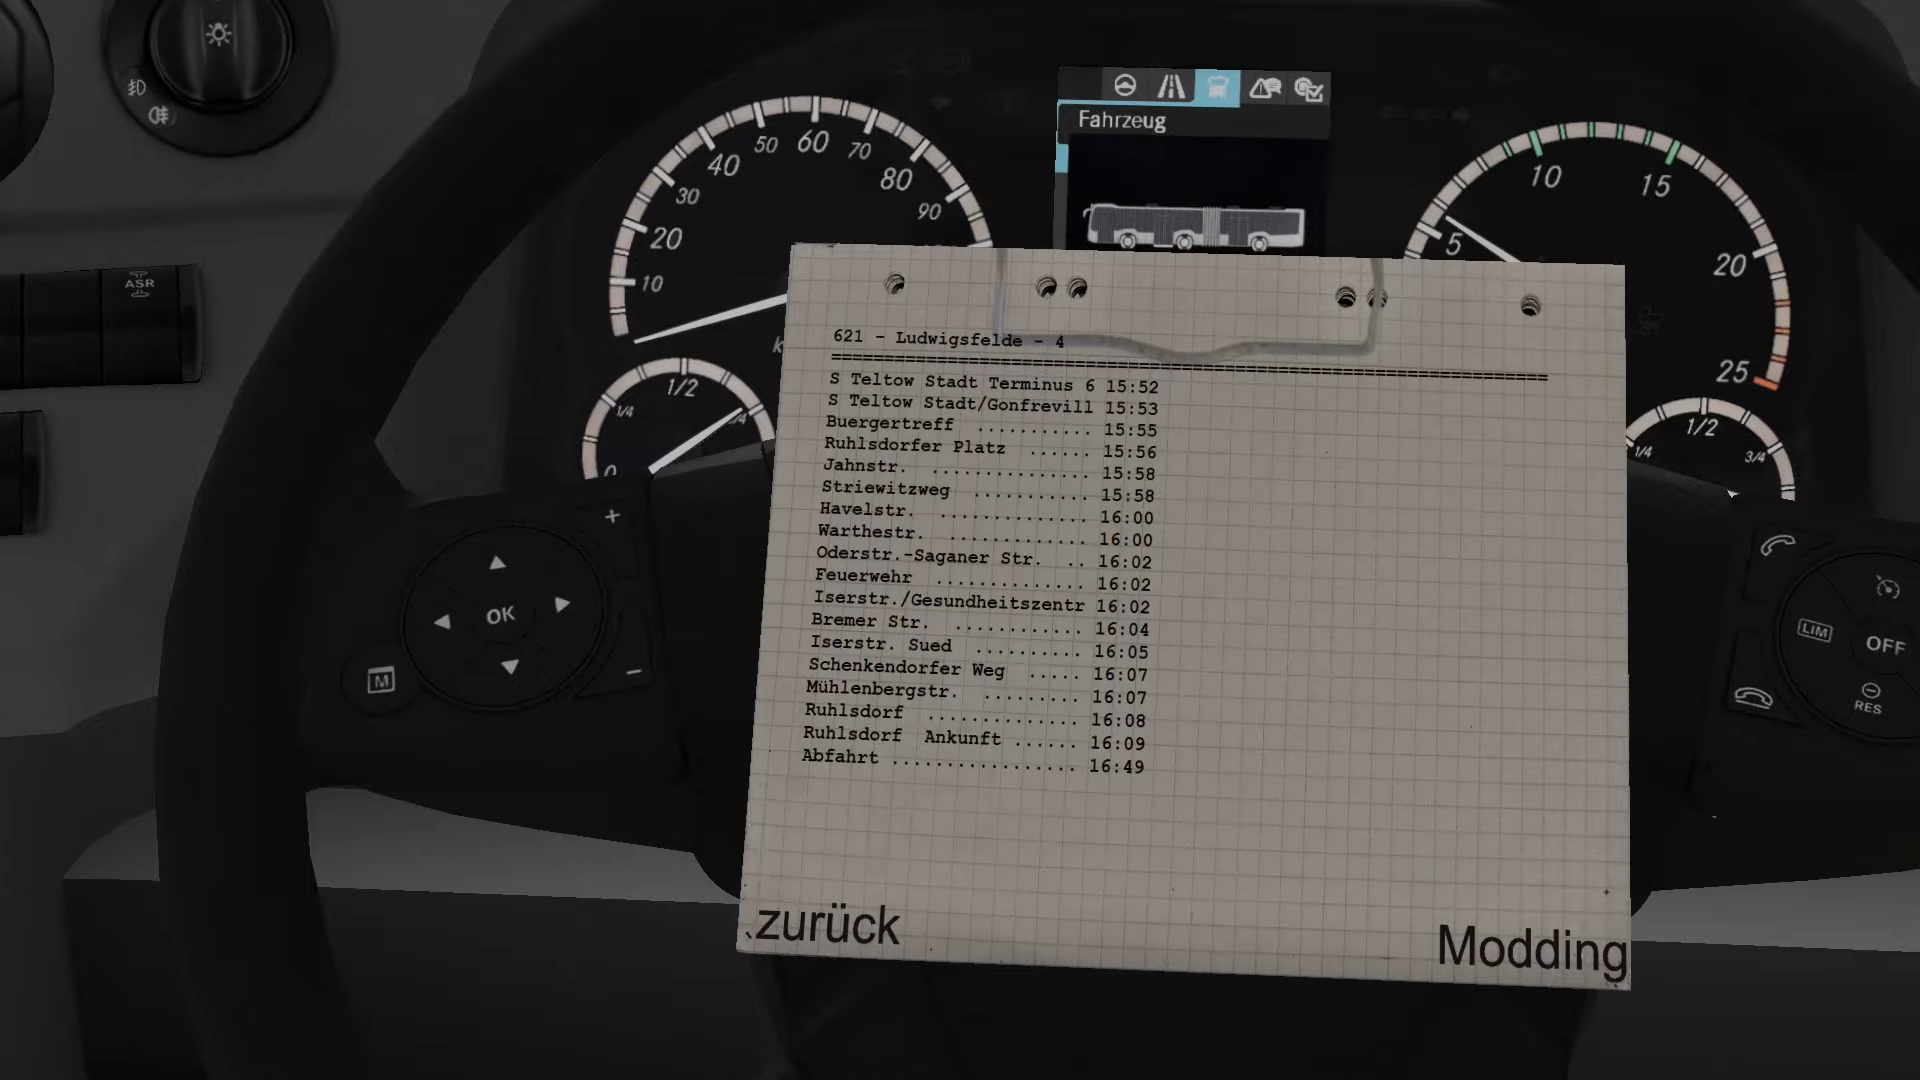 Fahrzeug
ASR
10
20
30
40
50
60
70
80
90
5
10
15
20
25
0
1/4
1/2
1/4
1/2
3/4
+
OK
−
M
LIM
OFF
RES
621 - Ludwigsfelde - 4
S Teltow Stadt Terminus 6 15:52
S Teltow Stadt/Gonfrevill 15:53
Buergertreff ........... 15:55
Ruhlsdorfer Platz ...... 15:56
Jahnstr. .............. 15:58
Striewitzweg ........... 15:58
Havelstr. .............. 16:00
Warthestr. ............. 16:00
Oderstr.-Saganer Str. .. 16:02
Feuerwehr .............. 16:02
Iserstr./Gesundheitszentr 16:02
Bremer Str. ............ 16:04
Iserstr. Sued .......... 16:05
Schenkendorfer Weg ..... 16:07
Mühlenbergstr. ......... 16:07
Ruhlsdorf .............. 16:08
Ruhlsdorf Ankunft ...... 16:09
Abfahrt ................. 16:49
zurück
Modding